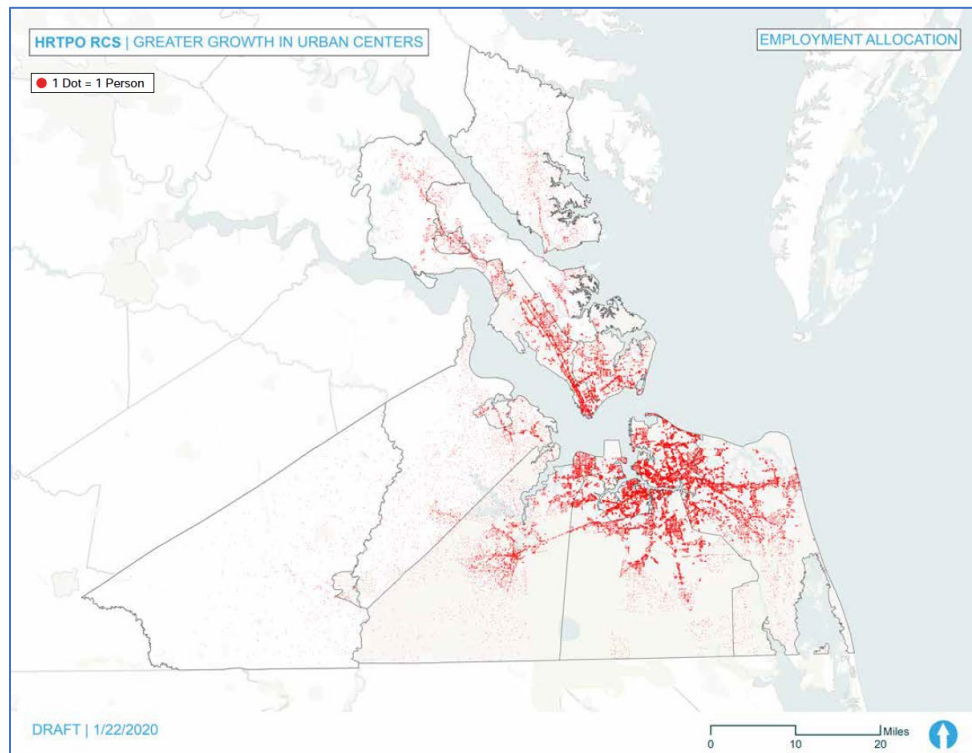 HRTPO RCS | GREATER GROWTH IN URBAN CENTERS
EMPLOYMENT ALLOCATION
1 Dot = 1 Person
DRAFT | 1/22/2020
Miles
0 10 20